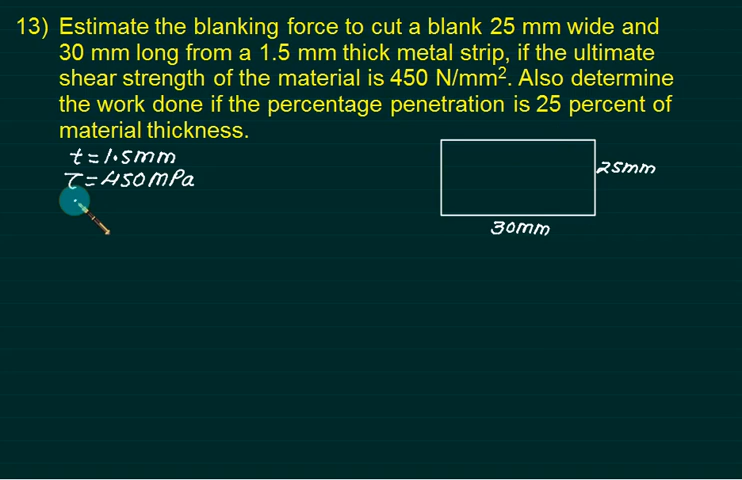 13) Estimate the blanking force to cut a blank 25 mm wide and
30 mm long from a 1.5 mm thick metal strip, if the ultimate
shear strength of the material is 450 N/mm². Also determine
the work done if the percentage penetration is 25 percent of
material thickness.
t=1.5mm
τ=450MPa
25mm
30mm